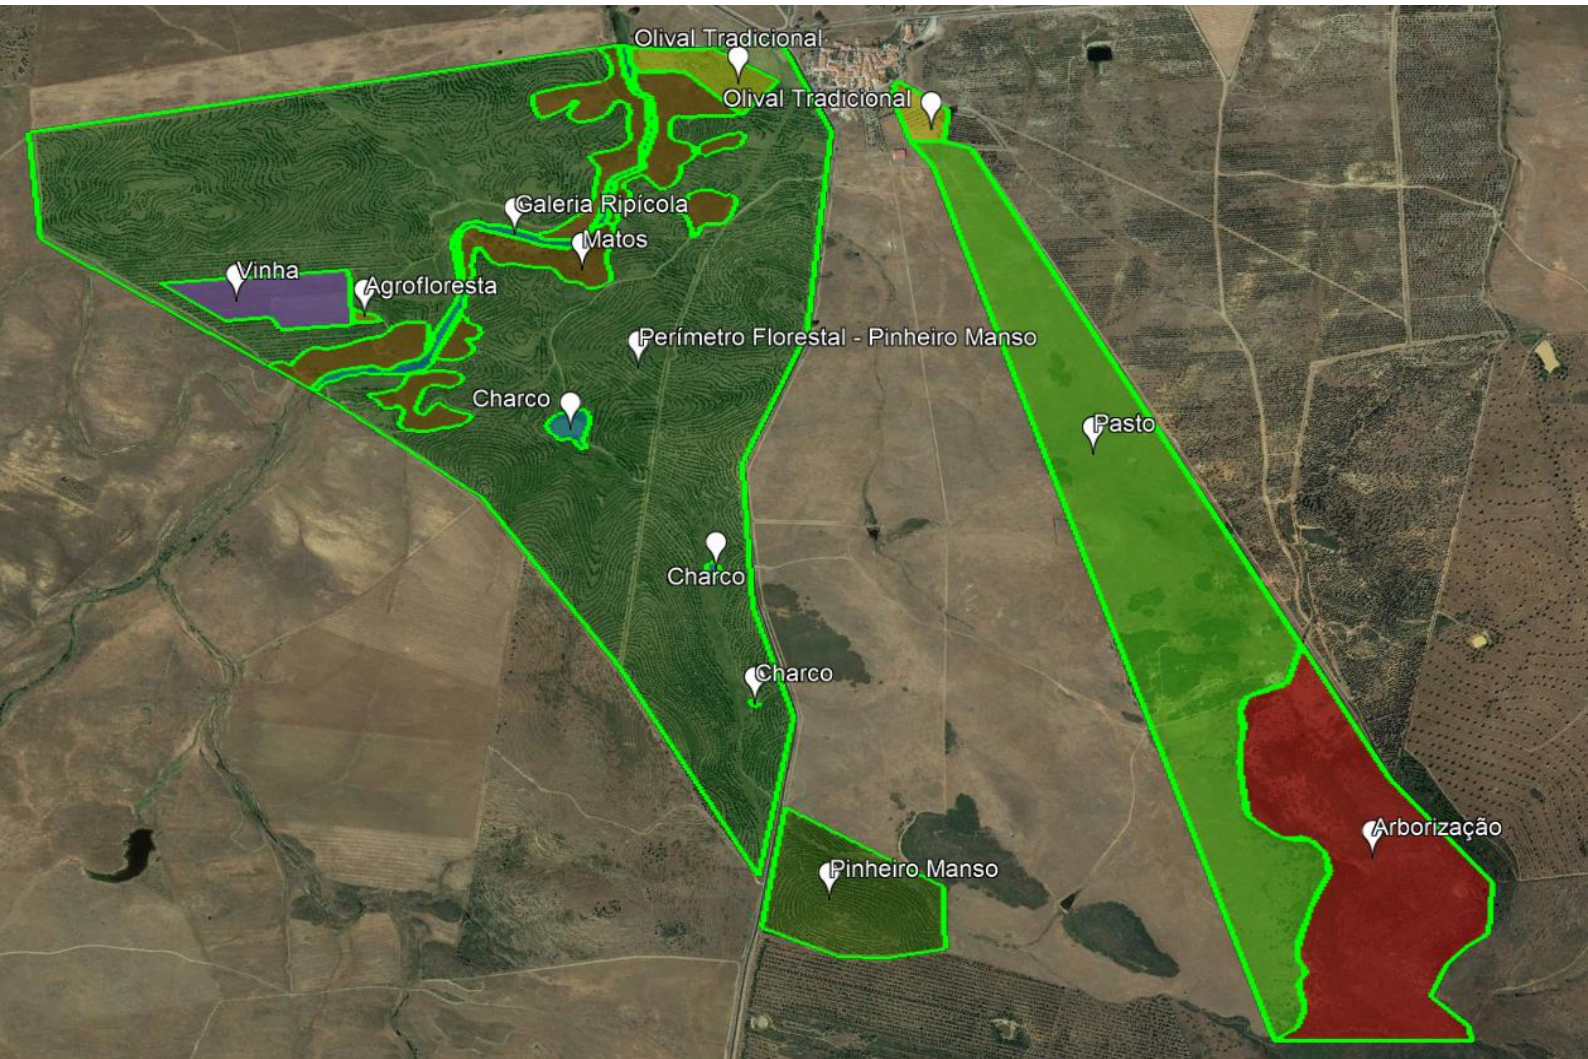 Olival Tradicional
Olival Tradicional
Galeria Ripícola
Matos
Vinha
Agrofloresta
Perímetro Florestal - Pinheiro Manso
Charco
Pasto
Charco
Charco
Arborização
Pinheiro Manso